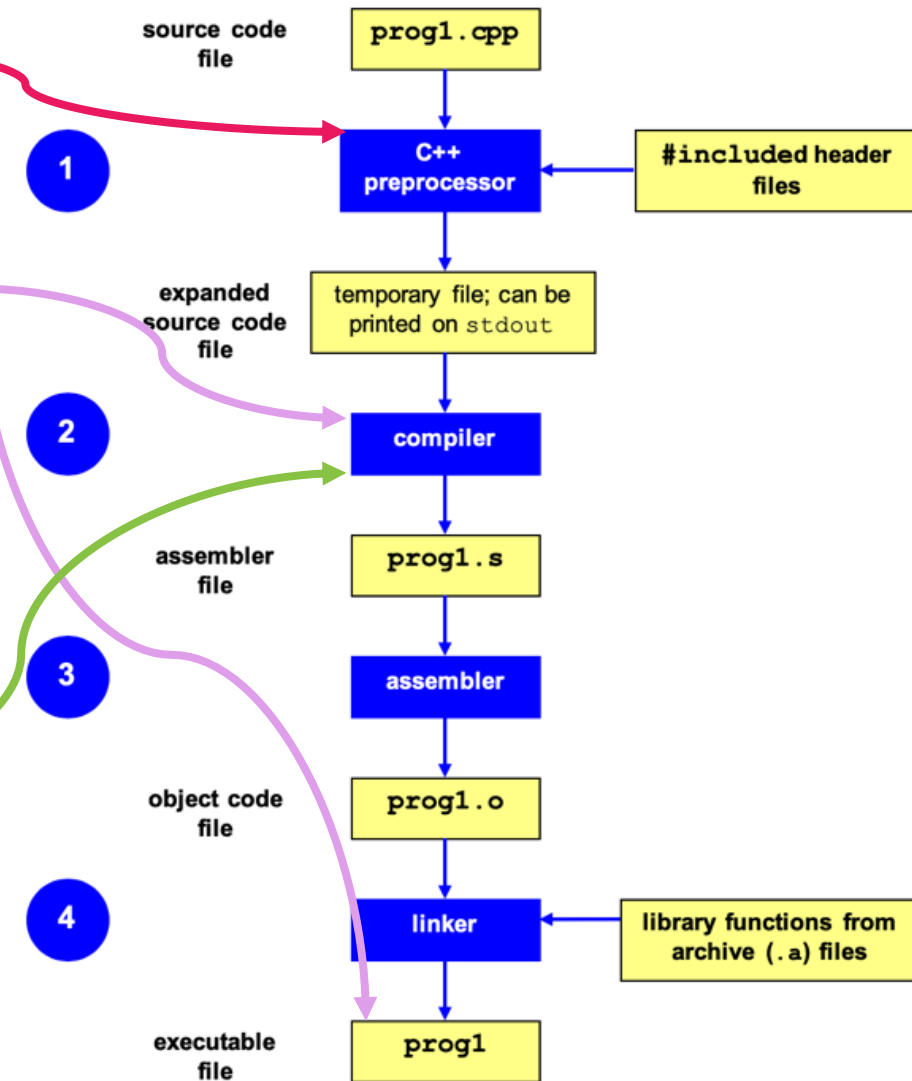 source code
file
prog1.cpp
1
C++
preprocessor
#included header
files
expanded
source code
file
temporary file; can be
printed on stdout
2
compiler
assembler
file
prog1.s
3
assembler
object code
file
prog1.o
4
linker
library functions from
archive (.a) files
executable
file
prog1